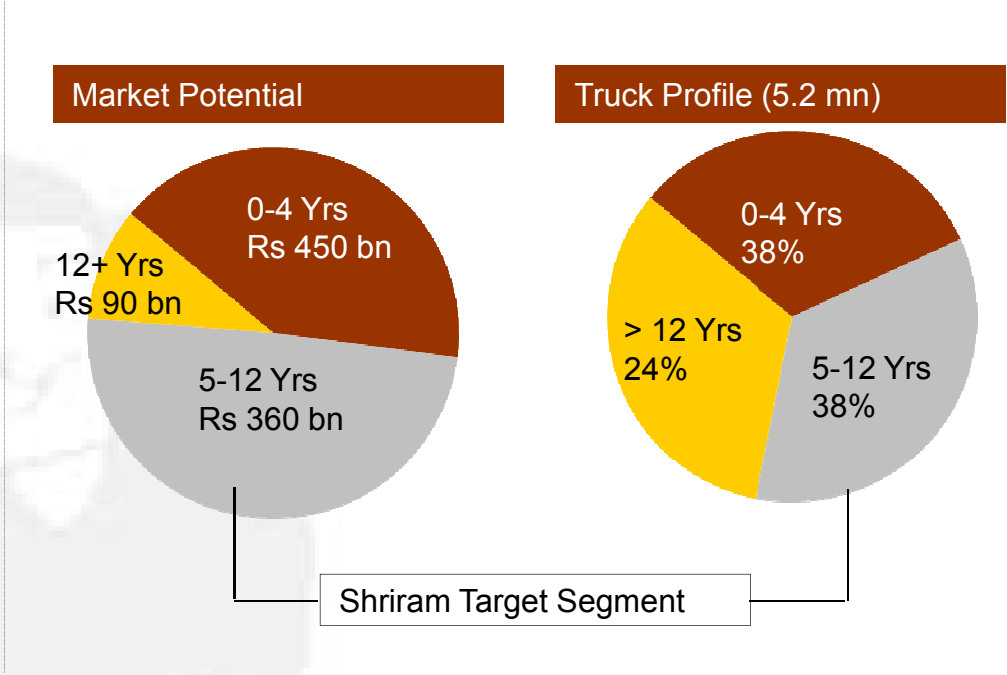 Market Potential
Truck Profile (5.2 mn)
0-4 Yrs
Rs 450 bn
12+ Yrs
Rs 90 bn
5-12 Yrs
Rs 360 bn
0-4 Yrs
38%
> 12 Yrs
24%
5-12 Yrs
38%
Shriram Target Segment